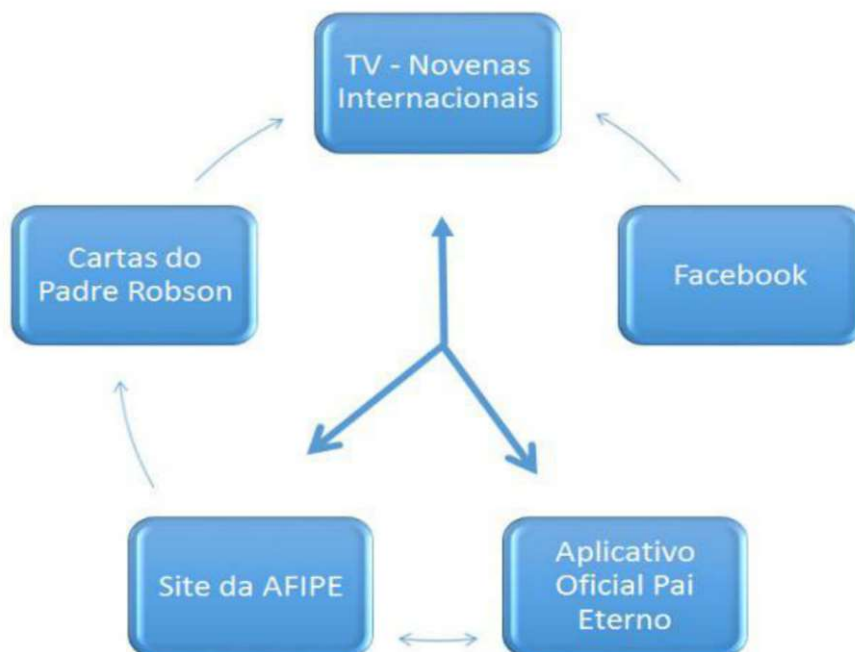 TV - Novenas
Internacionais
Cartas do
Padre Robson
Facebook
Site da AFIPE
Aplicativo
Oficial Pai
Eterno